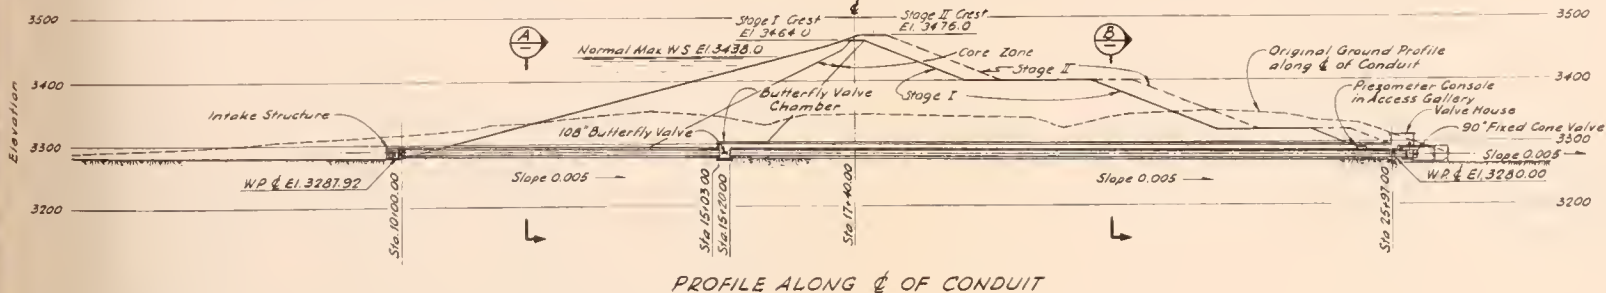 3500
3400
3300
3200
Elevation
Stage I Crest
El. 3464.0
℄
Stage II Crest
El. 3476.0
A
B
Normal Max WS El. 3438.0
Core Zone
Stage II
Stage I
Original Ground Profile
along ℄ of Conduit
Piezometer Console
in Access Gallery
Valve House
90" Fixed Cone Valve
Butterfly Valve
Chamber
Intake Structure
108" Butterfly Valve
W.P. ℄ El. 3287.92
Slope 0.005
Slope 0.005
Slope 0.005
W.P. ℄ El. 3280.00
Sta. 10+00.00
Sta. 15+03.00
Sta. 15+20.00
Sta. 17+40.00
Sta. 25+97.00
3500
3400
3300
3200
PROFILE ALONG ℄ OF CONDUIT